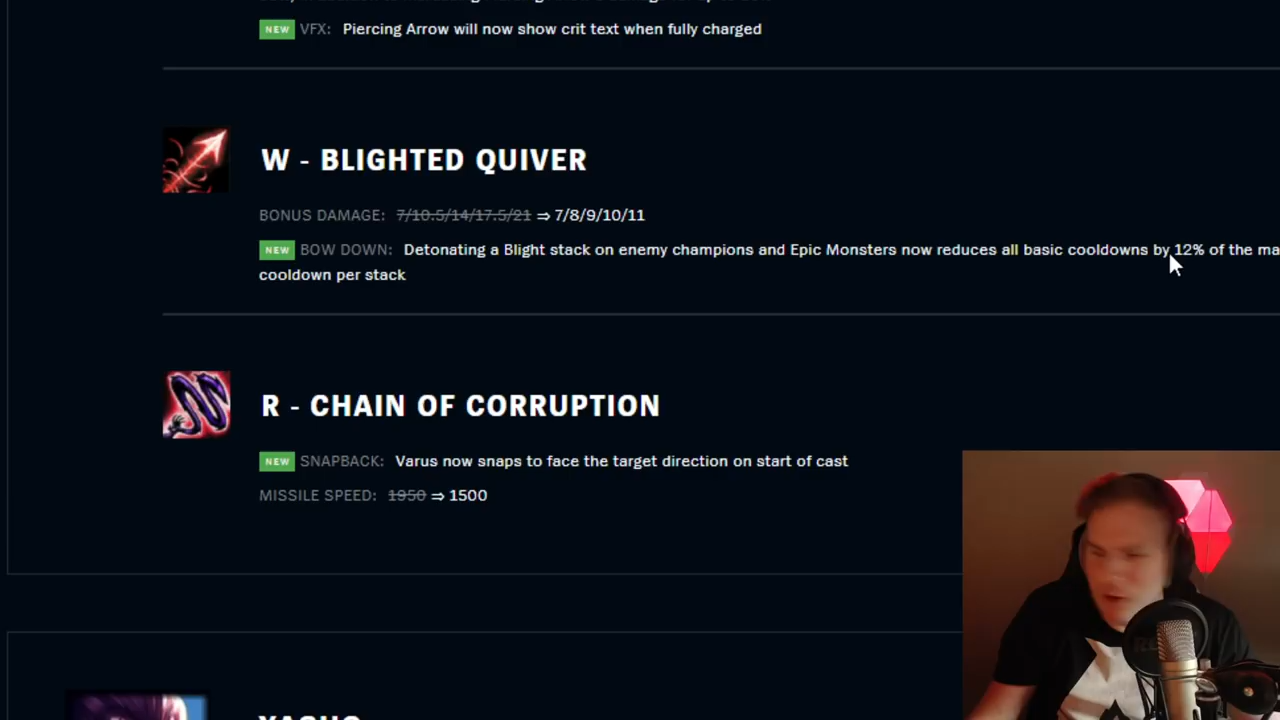 NEW VFX: Piercing Arrow will now show crit text when fully charged
W - BLIGHTED QUIVER
BONUS DAMAGE: 7/10.5/14/17.5/21 ⇒ 7/8/9/10/11
NEW BOW DOWN: Detonating a Blight stack on enemy champions and Epic Monsters now reduces all basic cooldowns by 12% of the
cooldown per stack
R - CHAIN OF CORRUPTION
NEW SNAPBACK: Varus now snaps to face the target direction on start of cast
MISSILE SPEED: 1950 ⇒ 1500